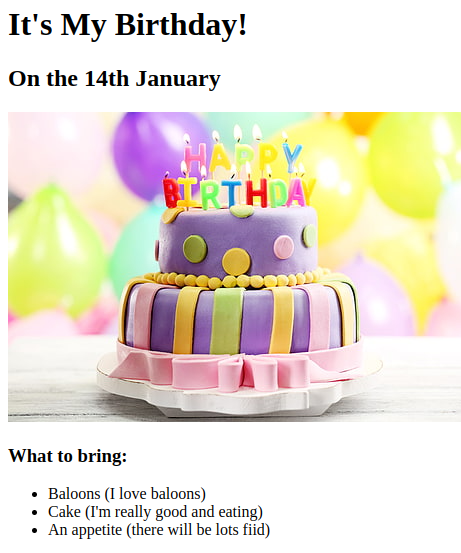 It's My Birthday!
On the 14th January
HAPPY
BIRTHDAY
What to bring:
Baloons (I love baloons)
Cake (I'm really good and eating)
An appetite (there will be lots fiid)